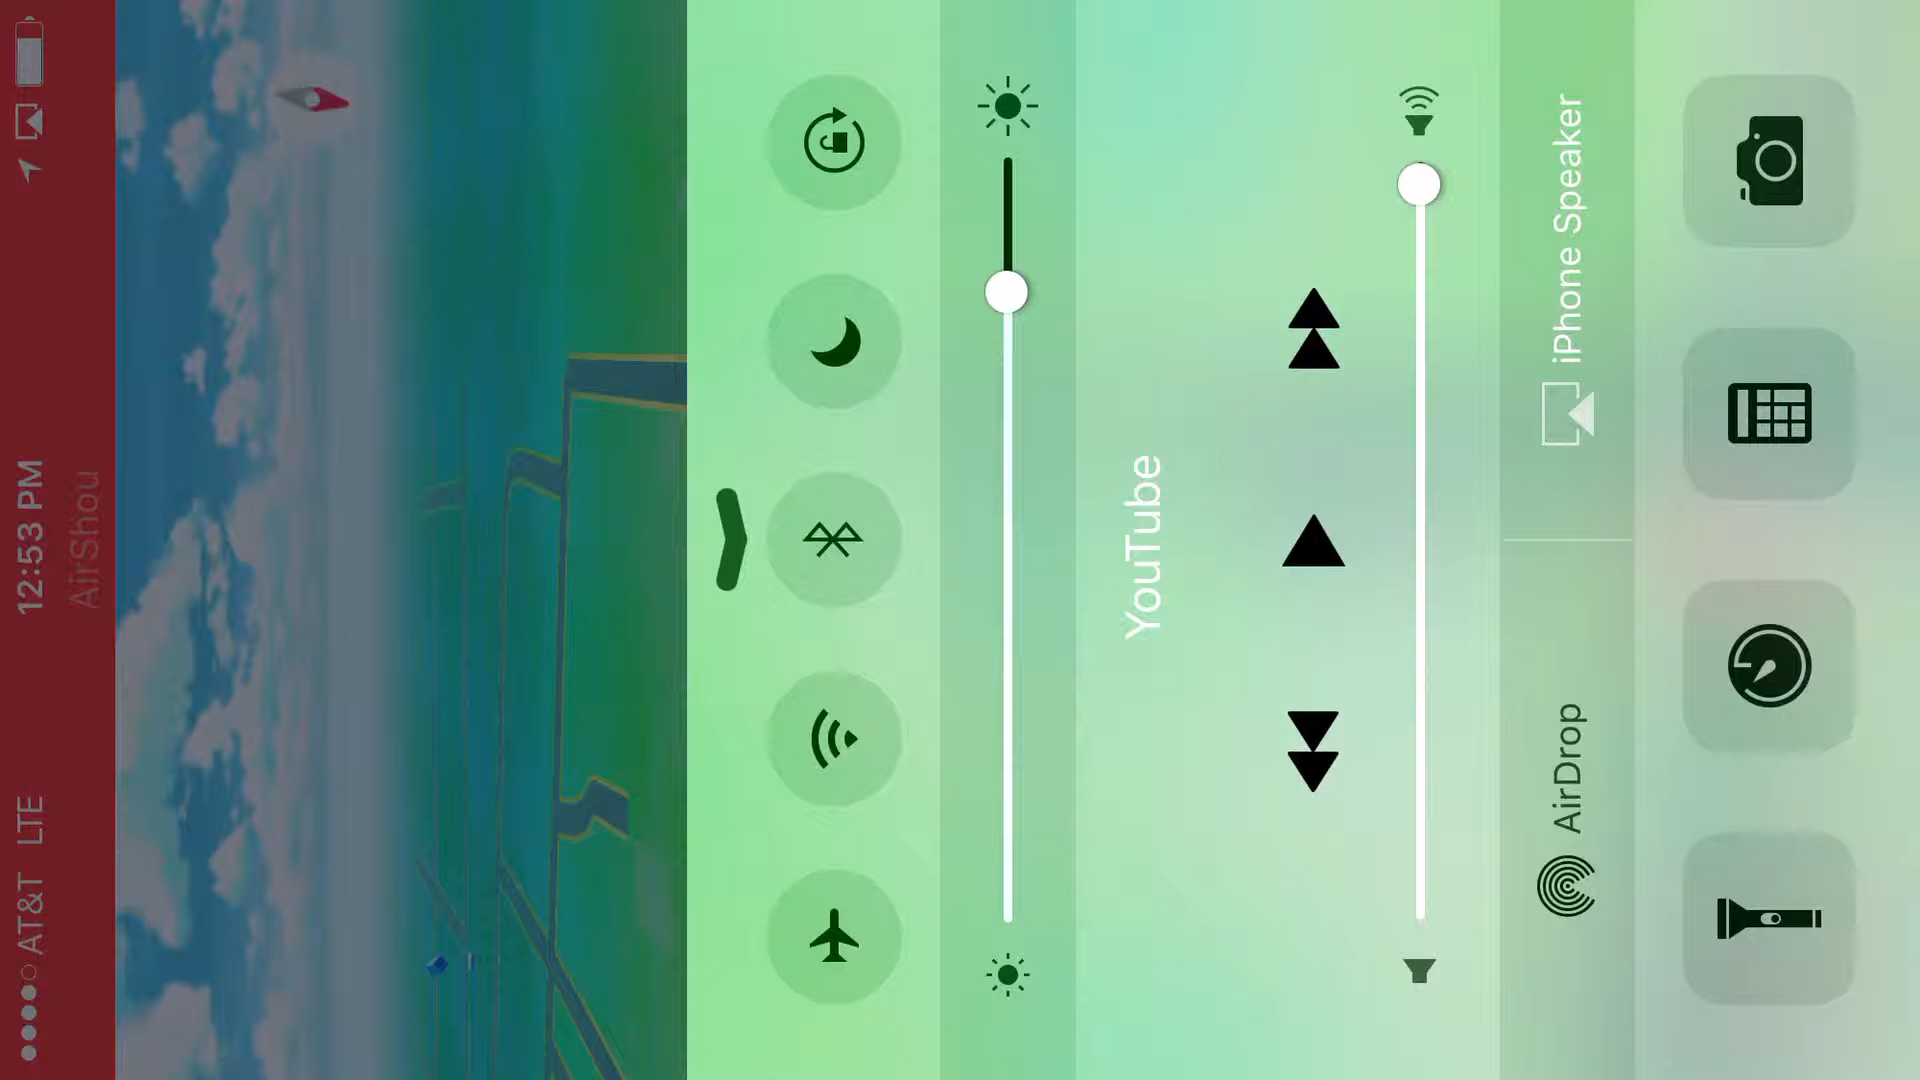 AT&T LTE 12:53 PM
AirShou
YouTube
AirDrop
iPhone Speaker